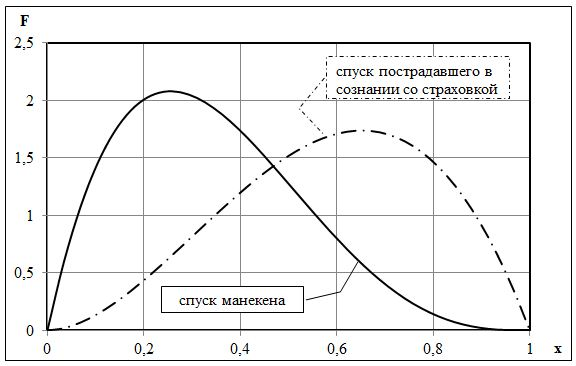 F
2,5
спуск пострадавшего в
сознании со страховкой
2
1,5
1
0,5
спуск манекена
0
0 0,2 0,4 0,6 0,8 1 x